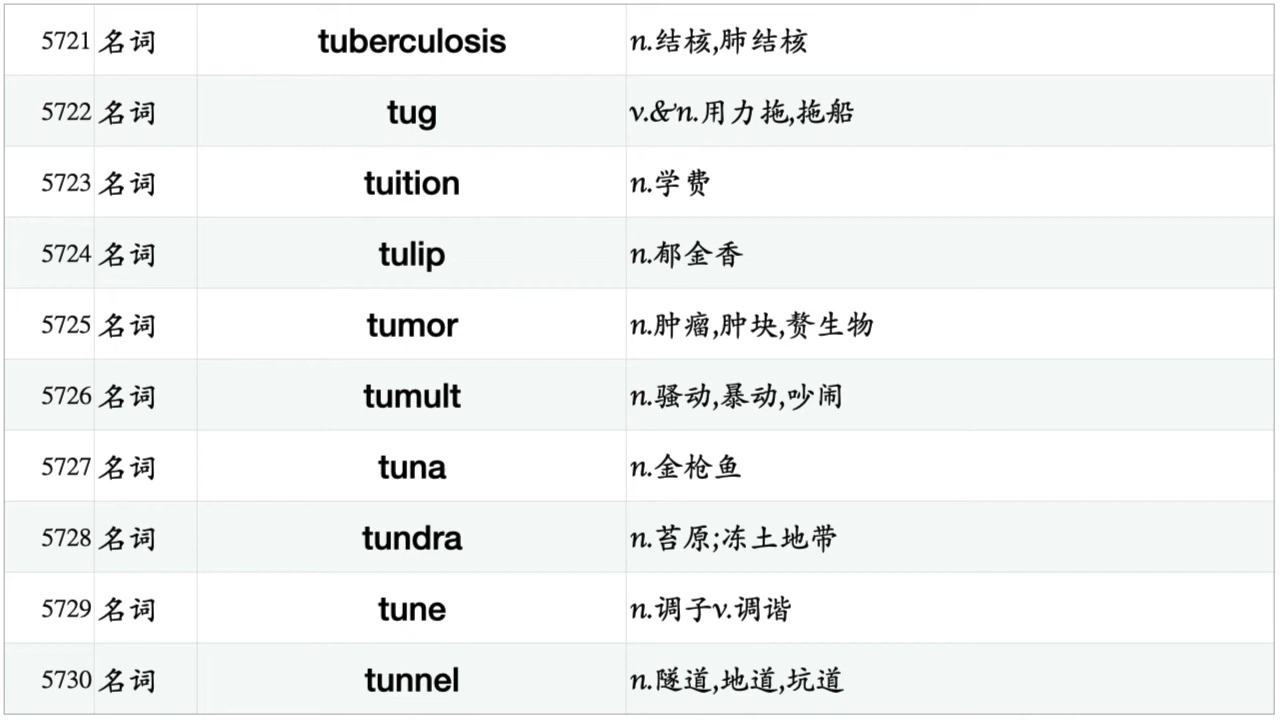 5721 名词 tuberculosis n.结核,肺结核
5722 名词 tug v.&n.用力拖,拖船
5723 名词 tuition n.学费
5724 名词 tulip n.郁金香
5725 名词 tumor n.肿瘤,肿块,赘生物
5726 名词 tumult n.骚动,暴动,吵闹
5727 名词 tuna n.金枪鱼
5728 名词 tundra n.苔原;冻土地带
5729 名词 tune n.调子v.调谐
5730 名词 tunnel n.隧道,地道,坑道